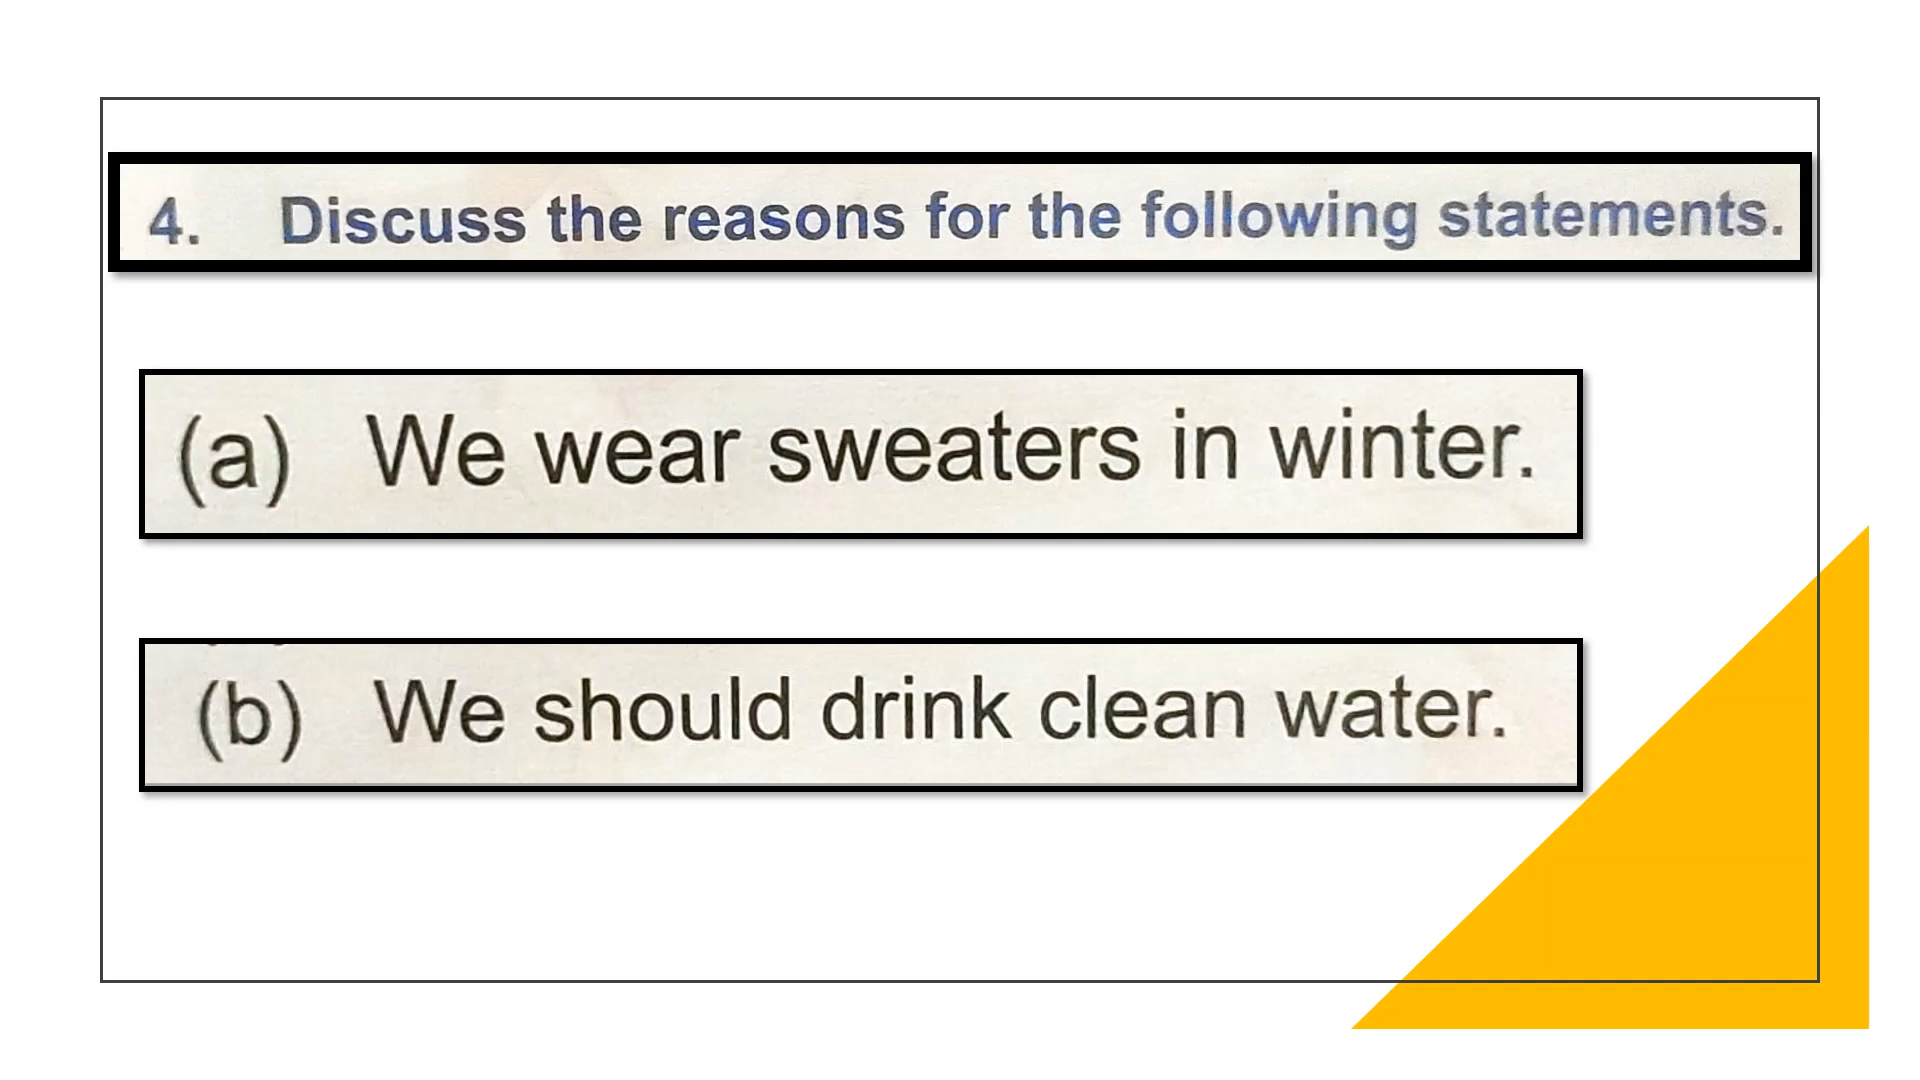 4. Discuss the reasons for the following statements.
(a) We wear sweaters in winter.
(b) We should drink clean water.